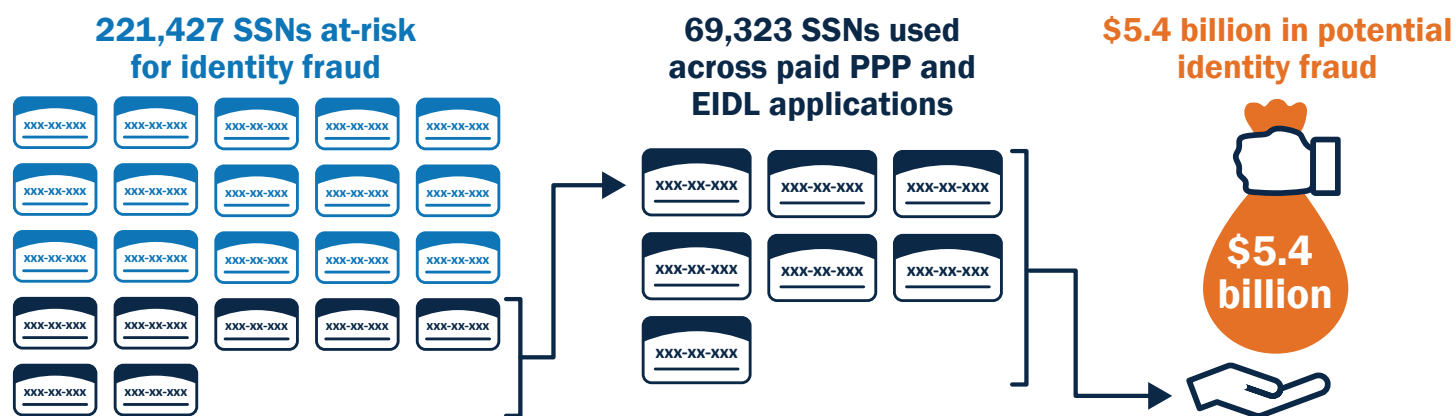 221,427 SSNs at-risk
for identity fraud
xxx-xx-xxx xxx-xx-xxx xxx-xx-xxx xxx-xx-xxx xxx-xx-xxx
xxx-xx-xxx xxx-xx-xxx xxx-xx-xxx xxx-xx-xxx xxx-xx-xxx
xxx-xx-xxx xxx-xx-xxx xxx-xx-xxx xxx-xx-xxx xxx-xx-xxx
xxx-xx-xxx xxx-xx-xxx xxx-xx-xxx xxx-xx-xxx xxx-xx-xxx
xxx-xx-xxx xxx-xx-xxx
69,323 SSNs used
across paid PPP and
EIDL applications
xxx-xx-xxx xxx-xx-xxx xxx-xx-xxx
xxx-xx-xxx xxx-xx-xxx xxx-xx-xxx
xxx-xx-xxx
$5.4 billion in potential
identity fraud
$5.4
billion